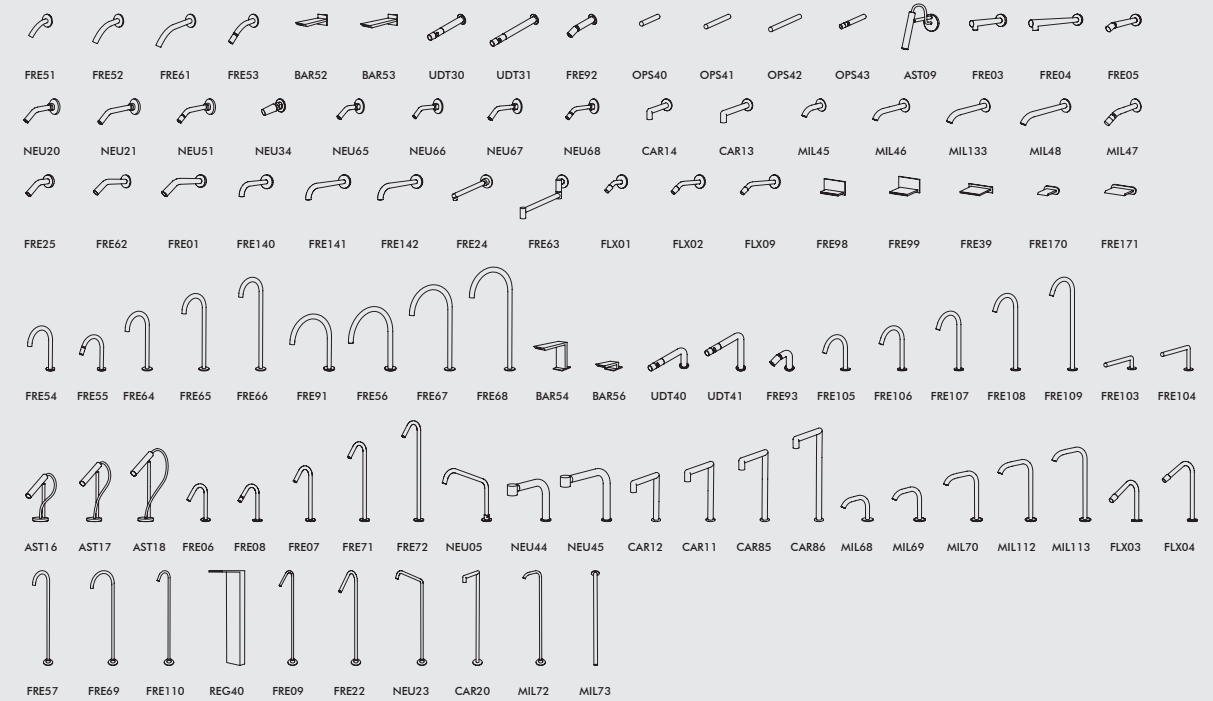 FRE51 FRE52 FRE61 FRE53 BAR52 BAR53 UDT30 UDT31 FRE92 OPS40 OPS41 OPS42 OPS43 AST09 FRE03 FRE04 FRE05
NEU20 NEU21 NEU51 NEU34 NEU65 NEU66 NEU67 NEU68 CAR14 CAR13 MIL45 MIL46 MIL133 MIL48 MIL47
FRE25 FRE62 FRE01 FRE140 FRE141 FRE142 FRE24 FRE63 FLX01 FLX02 FLX09 FRE98 FRE99 FRE39 FRE170 FRE171
FRE54 FRE55 FRE64 FRE65 FRE66 FRE91 FRE56 FRE67 FRE68 BAR54 BAR56 UDT40 UDT41 FRE93 FRE105 FRE106 FRE107 FRE108 FRE109 FRE103 FRE104
AST16 AST17 AST18 FRE06 FRE08 FRE07 FRE71 FRE72 NEU05 NEU44 NEU45 CAR12 CAR11 CAR85 CAR86 MIL68 MIL69 MIL70 MIL112 MIL113 FLX03 FLX04
FRE57 FRE69 FRE110 REG40 FRE09 FRE22 NEU23 CAR20 MIL72 MIL73